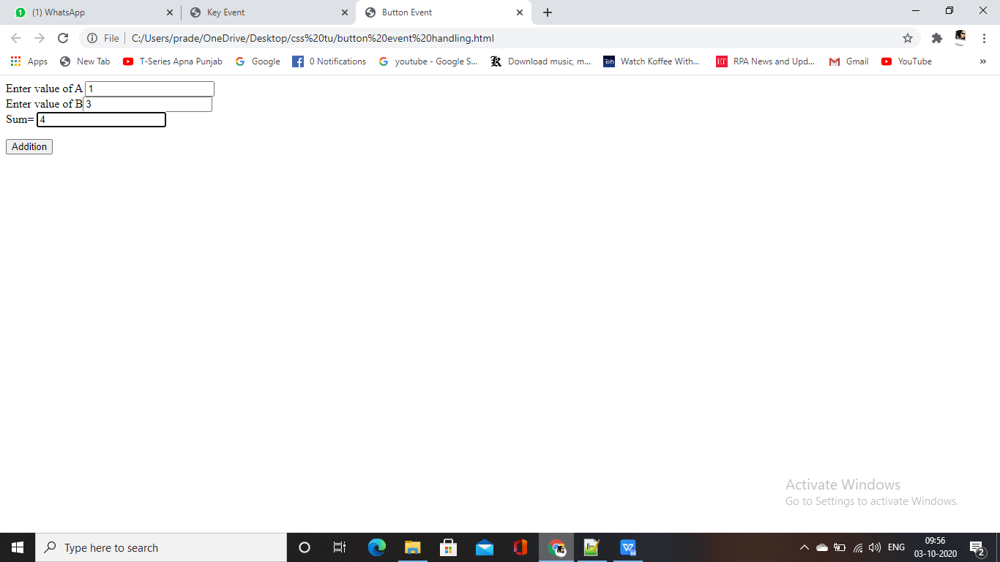 (1) WhatsApp
Key Event
Button Event
File
C:/Users/prade/OneDrive/Desktop/css%20tu/button%20event%20handling.html
Apps
New Tab
T-Series Apna Punjab
Google
0 Notifications
youtube - Google S...
Download music, m...
Watch Koffee With...
RPA News and Upd...
Gmail
YouTube
»
Enter value of A 1
Enter value of B 3
Sum= 4
Addition
Activate Windows
Go to Settings to activate Windows.
Type here to search
ENG
09:56
03-10-2020
2